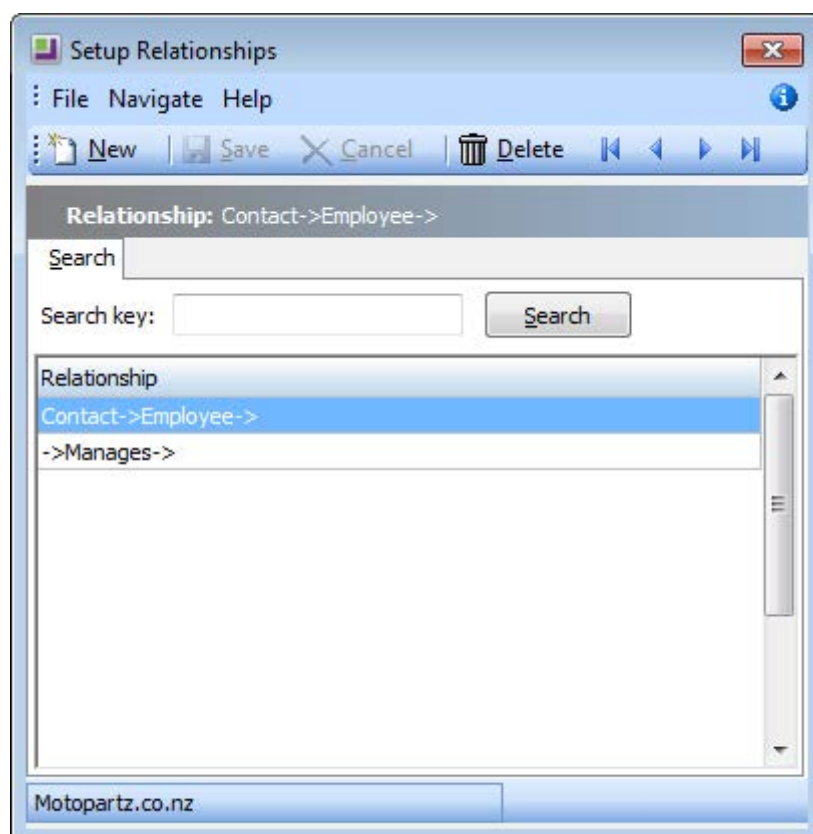 Setup Relationships
File Navigate Help
New Save Cancel Delete
Relationship: Contact->Employee->
Search
Search key: Search
Relationship
Contact->Employee->
->Manages->
Motopartz.co.nz